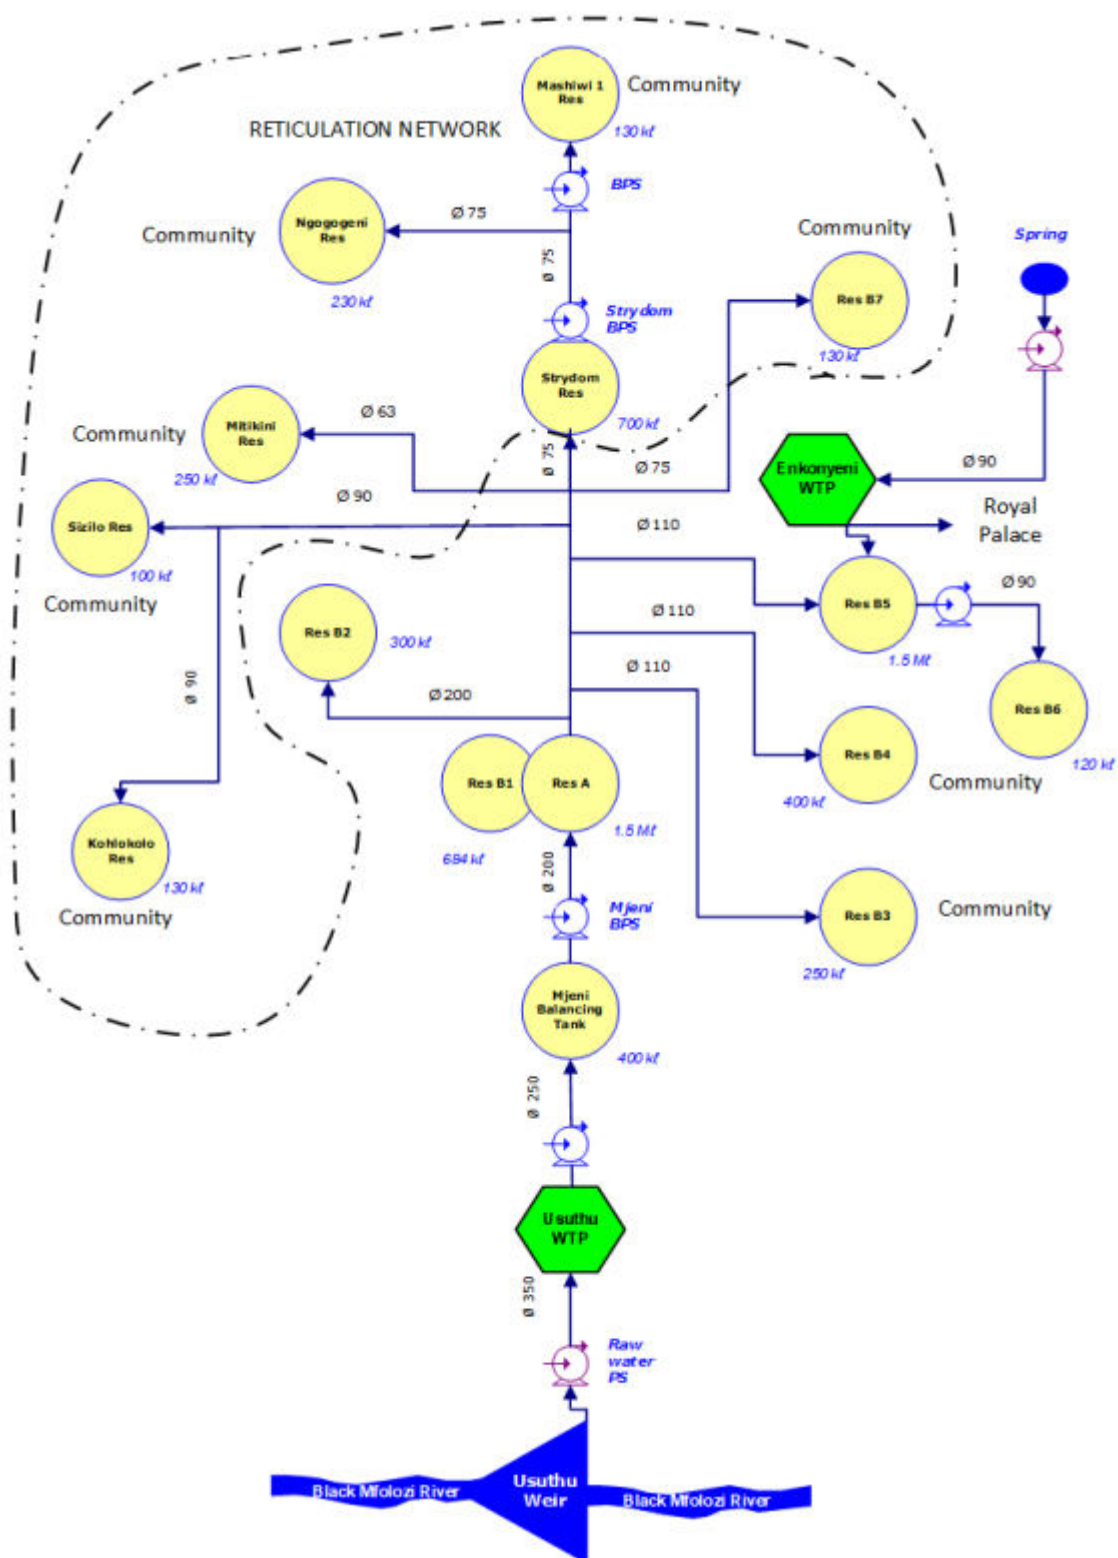 Mashiwi 1
Res
Community
130 kℓ
RETICULATION NETWORK
BPS
Ø 75
Ngogogeni
Res
Community
230 kℓ
Ø 75
Community
Spring
Res B7
130 kℓ
Strydom
BPS
Strydom
Res
700 kℓ
Ø 63
Mitikini
Res
Community
250 kℓ
Ø 75
Ø 75
Enkonyeni
WTP
Ø 90
Royal
Palace
Ø 90
Sizilo Res
100 kℓ
Community
Ø 110
Res B5
1.5 Mℓ
Ø 90
Res B2
300 kℓ
Ø 110
Ø 110
Ø 90
Ø 200
Res B6
120 kℓ
Res B4
400 kℓ
Community
Res B1
684 kℓ
Res A
1.5 Mℓ
Kohlokolo
Res
130 kℓ
Community
Ø 200
Mjeni
BPS
Res B3
250 kℓ
Community
Mjeni
Balancing
Tank
400 kℓ
Ø 250
Usuthu
WTP
Ø 350
Raw
water
PS
Usuthu
Weir
Black Mfolozi River
Black Mfolozi River